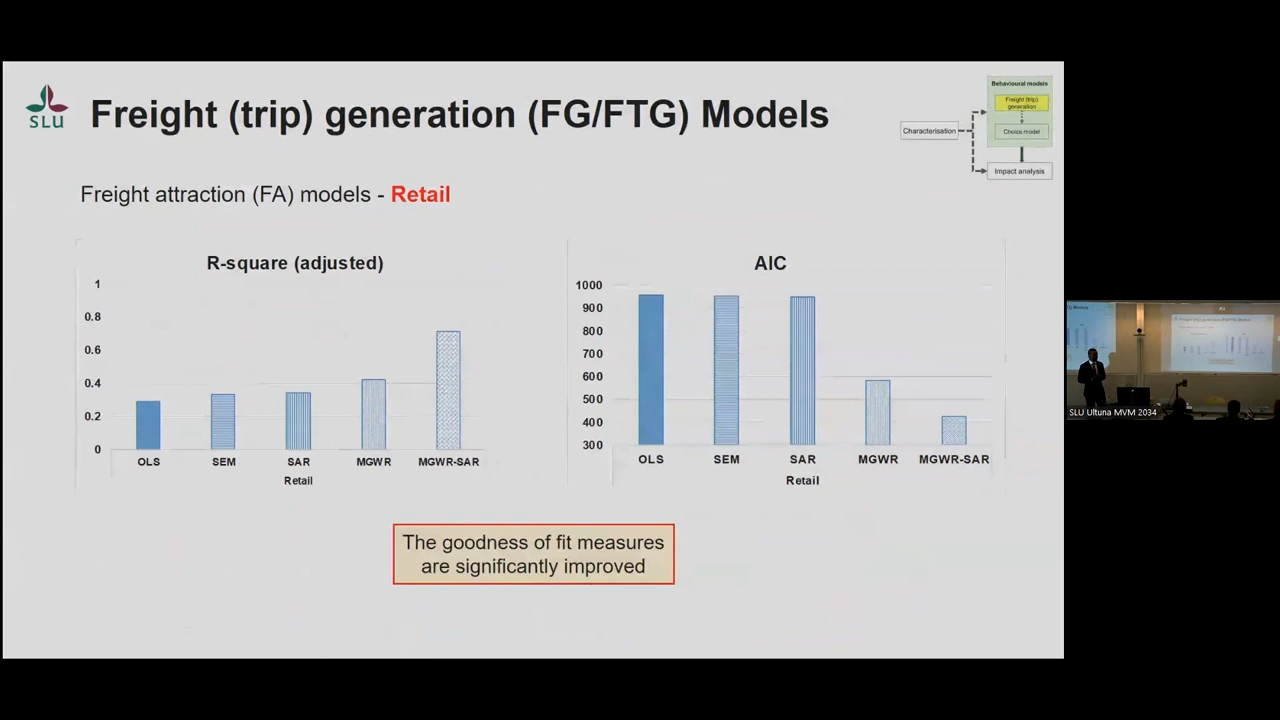 SLU
Freight (trip) generation (FG/FTG) Models
Behavioural models
Freight (trip)
generation
Characterisation
Choice model
Impact analysis
Freight attraction (FA) models - Retail
R-square (adjusted)
1
0.8
0.6
0.4
0.2
0
OLS SEM SAR MGWR MGWR-SAR
Retail
AIC
1000
900
800
700
600
500
400
300
OLS SEM SAR MGWR MGWR-SAR
Retail
The goodness of fit measures
are significantly improved
SLU Ultuna MVM 2034